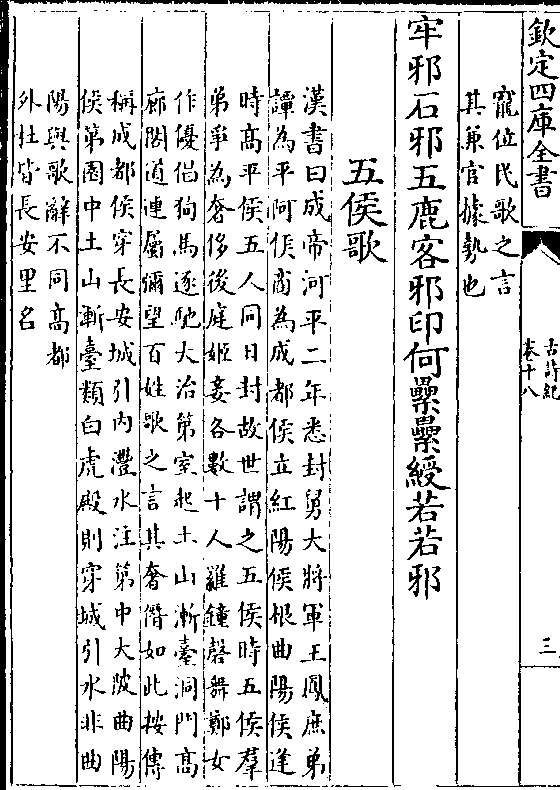 欽定四庫全書
古詩紀
卷十八
三
寵位民歌之言
其兼官據勢也
牢邪石邪五鹿客邪印何纍纍綬若若邪
五侯歌
漢書曰成帝河平二年悉封舅大將軍王鳳庶弟
譚為平阿侯商為成都侯立紅陽侯根曲陽侯逢
時髙平侯五人同日封故世謂之五侯時五侯羣
弟爭為奢侈後庭姬妾各數十人羅鐘磬舞鄭女
作優倡狗馬逐馳大治第室起土山漸臺洞門髙
廊閣道連屬彌望百姓歌之言其奢僭如此按傳
稱成都侯穿長安城引内灃水注第中大陂曲陽
侯第園中土山漸臺類白虎殿則穿城引水非曲
陽與歌辭不同髙都
外杜皆長安里名